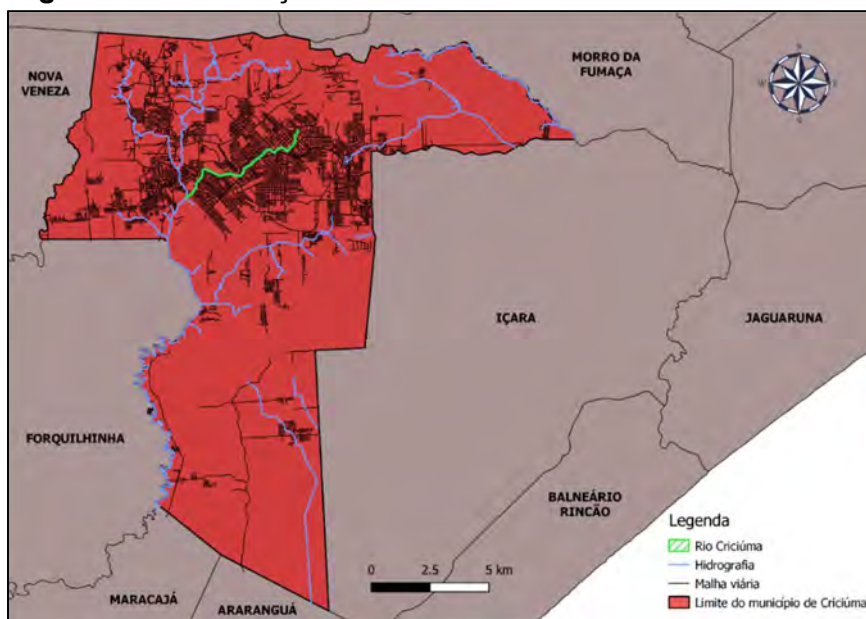 NOVA
VENEZA
MORRO DA
FUMAÇA
N
W
E
S
IÇARA
JAGUARUNA
FORQUILHINHA
BALNEÁRIO
RINCÃO
MARACAJÁ
ARARANGUÁ
0 2.5 5 km
Legenda
Rio Criciúma
Hidrografia
Malha viária
Limite do município de Criciúma